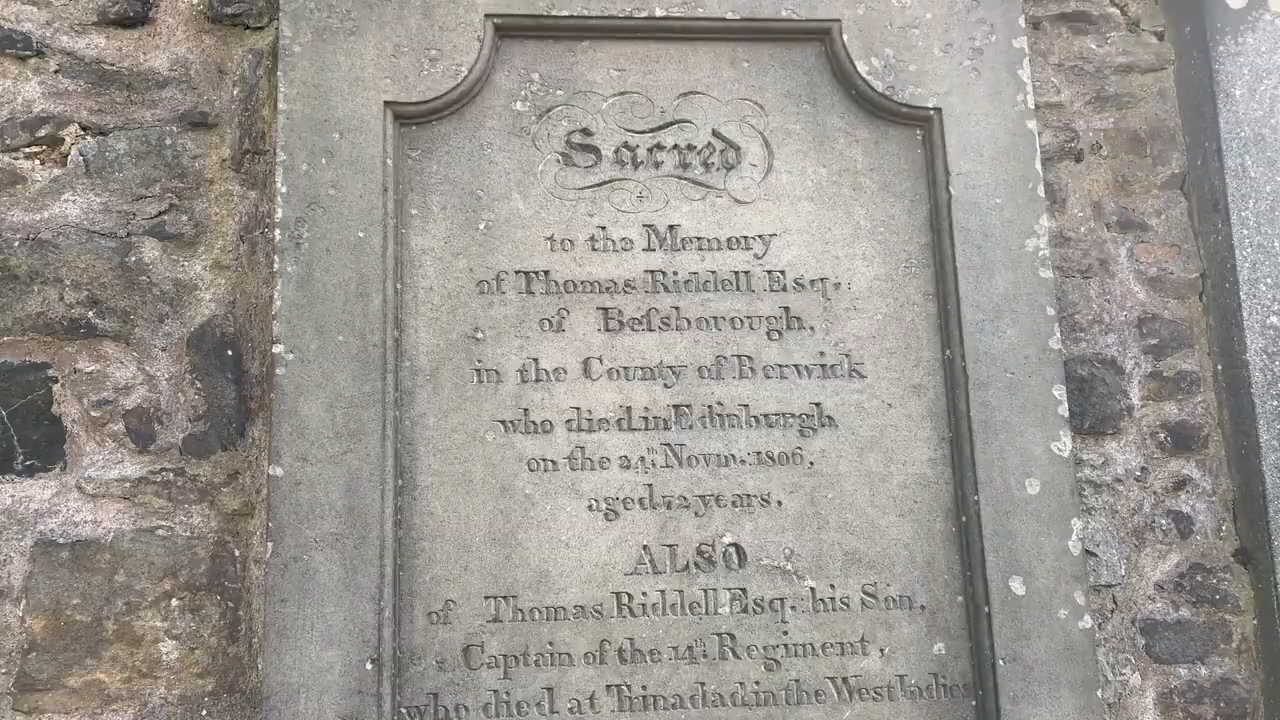 Sacred
to the Memory
of Thomas Riddell Esq.
of Beſsborough,
in the County of Berwick
who died in Edinburgh
on the 24th Novm. 1806,
aged 72 years.
ALSO
of Thomas Riddell Esq. his Son,
Captain of the 14th Regiment,
who died at Trinadad in the West Indies